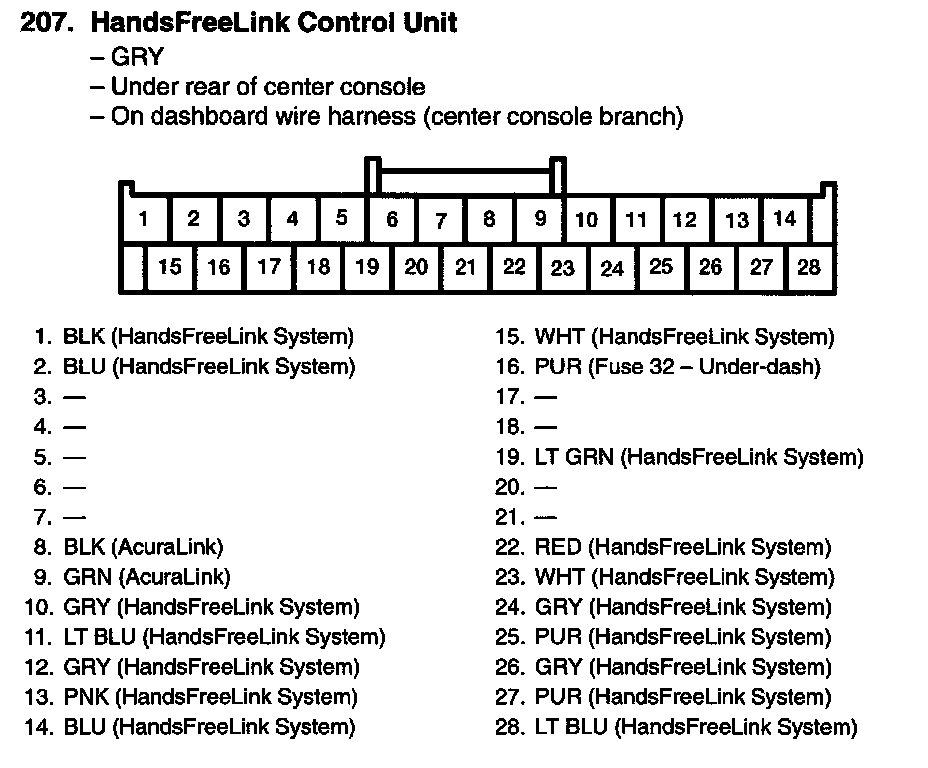 207. HandsFreeLink Control Unit
– GRY
– Under rear of center console
– On dashboard wire harness (center console branch)
1 2 3 4 5 6 7 8 9 10 11 12 13 14
15 16 17 18 19 20 21 22 23 24 25 26 27 28
1. BLK (HandsFreeLink System)
2. BLU (HandsFreeLink System)
3. —
4. —
5. —
6. —
7. —
8. BLK (AcuraLink)
9. GRN (AcuraLink)
10. GRY (HandsFreeLink System)
11. LT BLU (HandsFreeLink System)
12. GRY (HandsFreeLink System)
13. PNK (HandsFreeLink System)
14. BLU (HandsFreeLink System)
15. WHT (HandsFreeLink System)
16. PUR (Fuse 32 – Under-dash)
17. —
18. —
19. LT GRN (HandsFreeLink System)
20. —
21. —
22. RED (HandsFreeLink System)
23. WHT (HandsFreeLink System)
24. GRY (HandsFreeLink System)
25. PUR (HandsFreeLink System)
26. GRY (HandsFreeLink System)
27. PUR (HandsFreeLink System)
28. LT BLU (HandsFreeLink System)